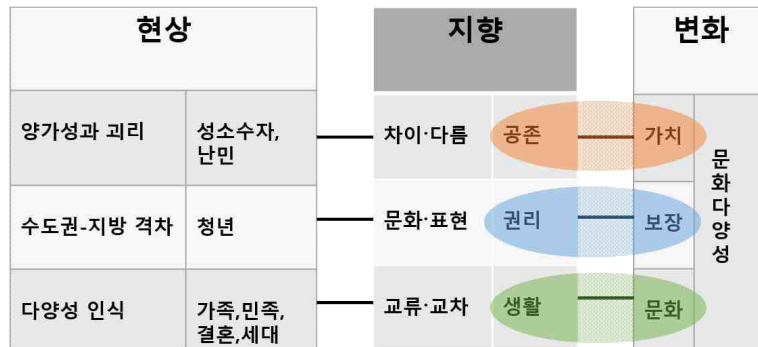 현상
지향
변화
양가성과 괴리
성소수자,
난민
차이·다름
공존
가치
수도권-지방 격차
청년
문화·표현
권리
보장
다양성 인식
가족,민족,
결혼,세대
교류·교차
생활
문화
문화다양성